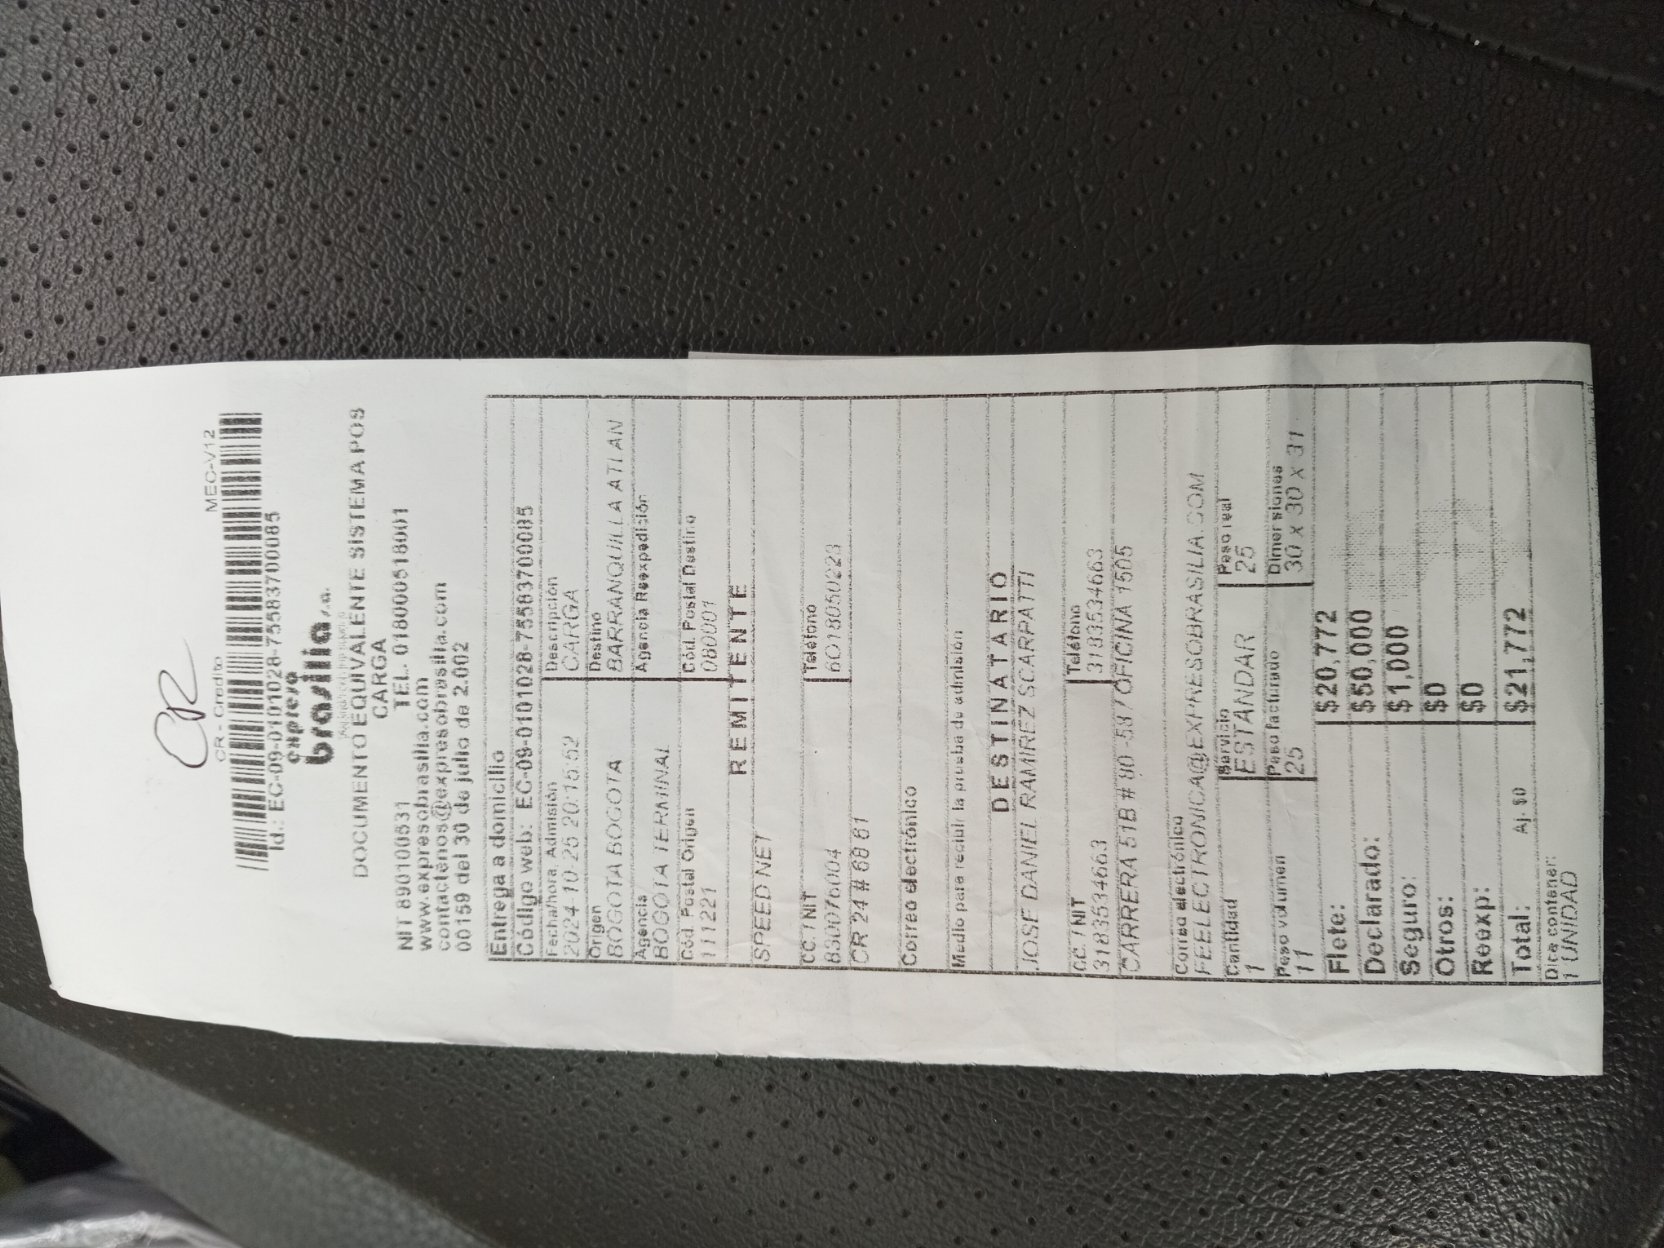 CR
MEC-V12
CR - Credito
Id.: EC-09-0101028-75583700085
expreso
brasilia s.a.
DOCUMENTO EQUIVALENTE SISTEMA POS
CARGA
NIT 890100531 TEL. 018000518001
www.expresobrasilia.com
contactenos@expresobrasilia.com
00159 del 30 de julio de 2.002
Entrega a domicilio
Código web: EC-09-0101028-75583700085
Fecha/hora. Admisión Descripción
2024-10-25 20:15:52 CARGA
Origen Destino
BOGOTA BOGOTA BARRANQUILLA ATLAN
Agencia Agencia Reexpedición
BOGOTA TERMINAL
Cód. Postal Origen Cód. Postal Destino
111221 080001
REMITENTE
SPEED NET
CC. / NIT Teléfono
830076004 6018050223
CR 24 # 68 61
Correo electrónico
Medio para recibir la prueba de admisión
DESTINATARIO
JOSE DANIEL RAMIREZ SCARPATTI
CC. / NIT Teléfono
3183534663 3183534663
CARRERA 51B # 80 -58 / OFICINA 1505
Correo electrónico
FEELECTRONICA@EXPRESOBRASILIA.COM
Cantidad Servicio Peso real
1 ESTANDAR 25
Peso volumen Peso facturado Dimensiones
11 25 30 x 30 x 31
Flete: $20,772
Declarado: $50,000
Seguro: $1,000
Otros: $0
Reexp: $0
Total: Aj. $0 $21,772
Dice contener:
1 UNIDAD